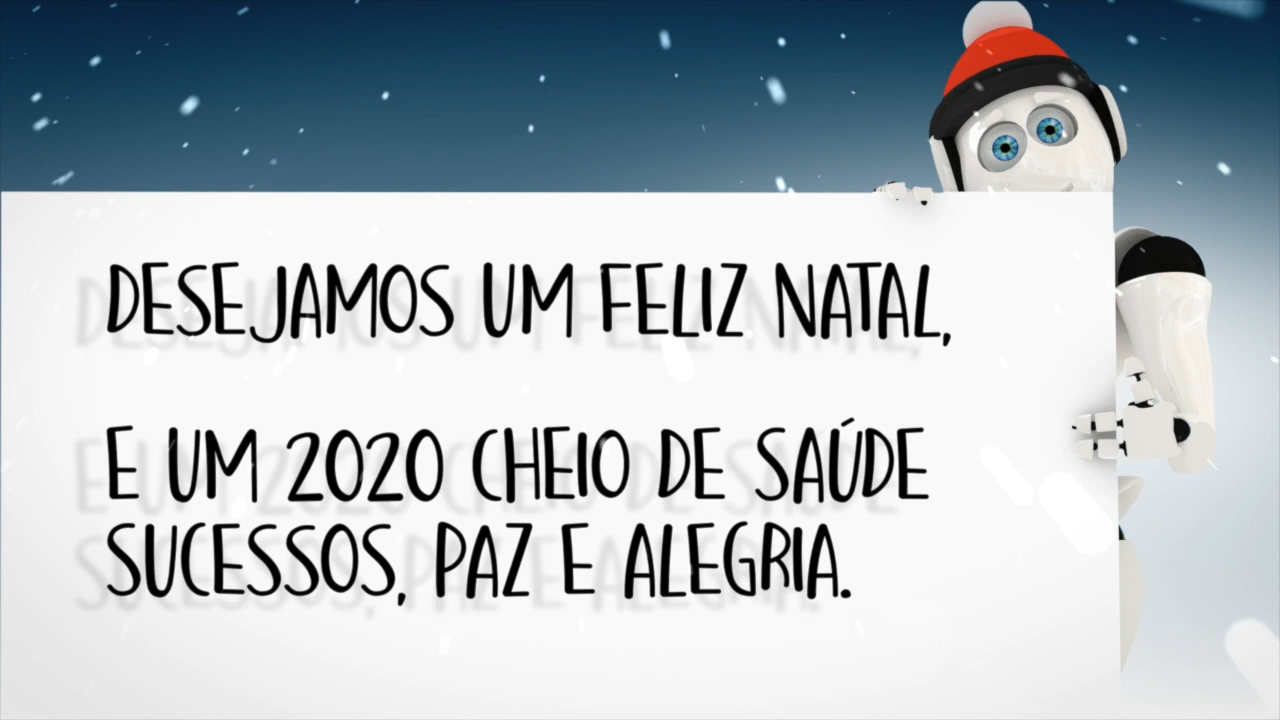 DESEJAMOS UM FELIZ NATAL,
E UM 2020 CHEIO DE SAÚDE
SUCESSOS, PAZ E ALEGRIA.